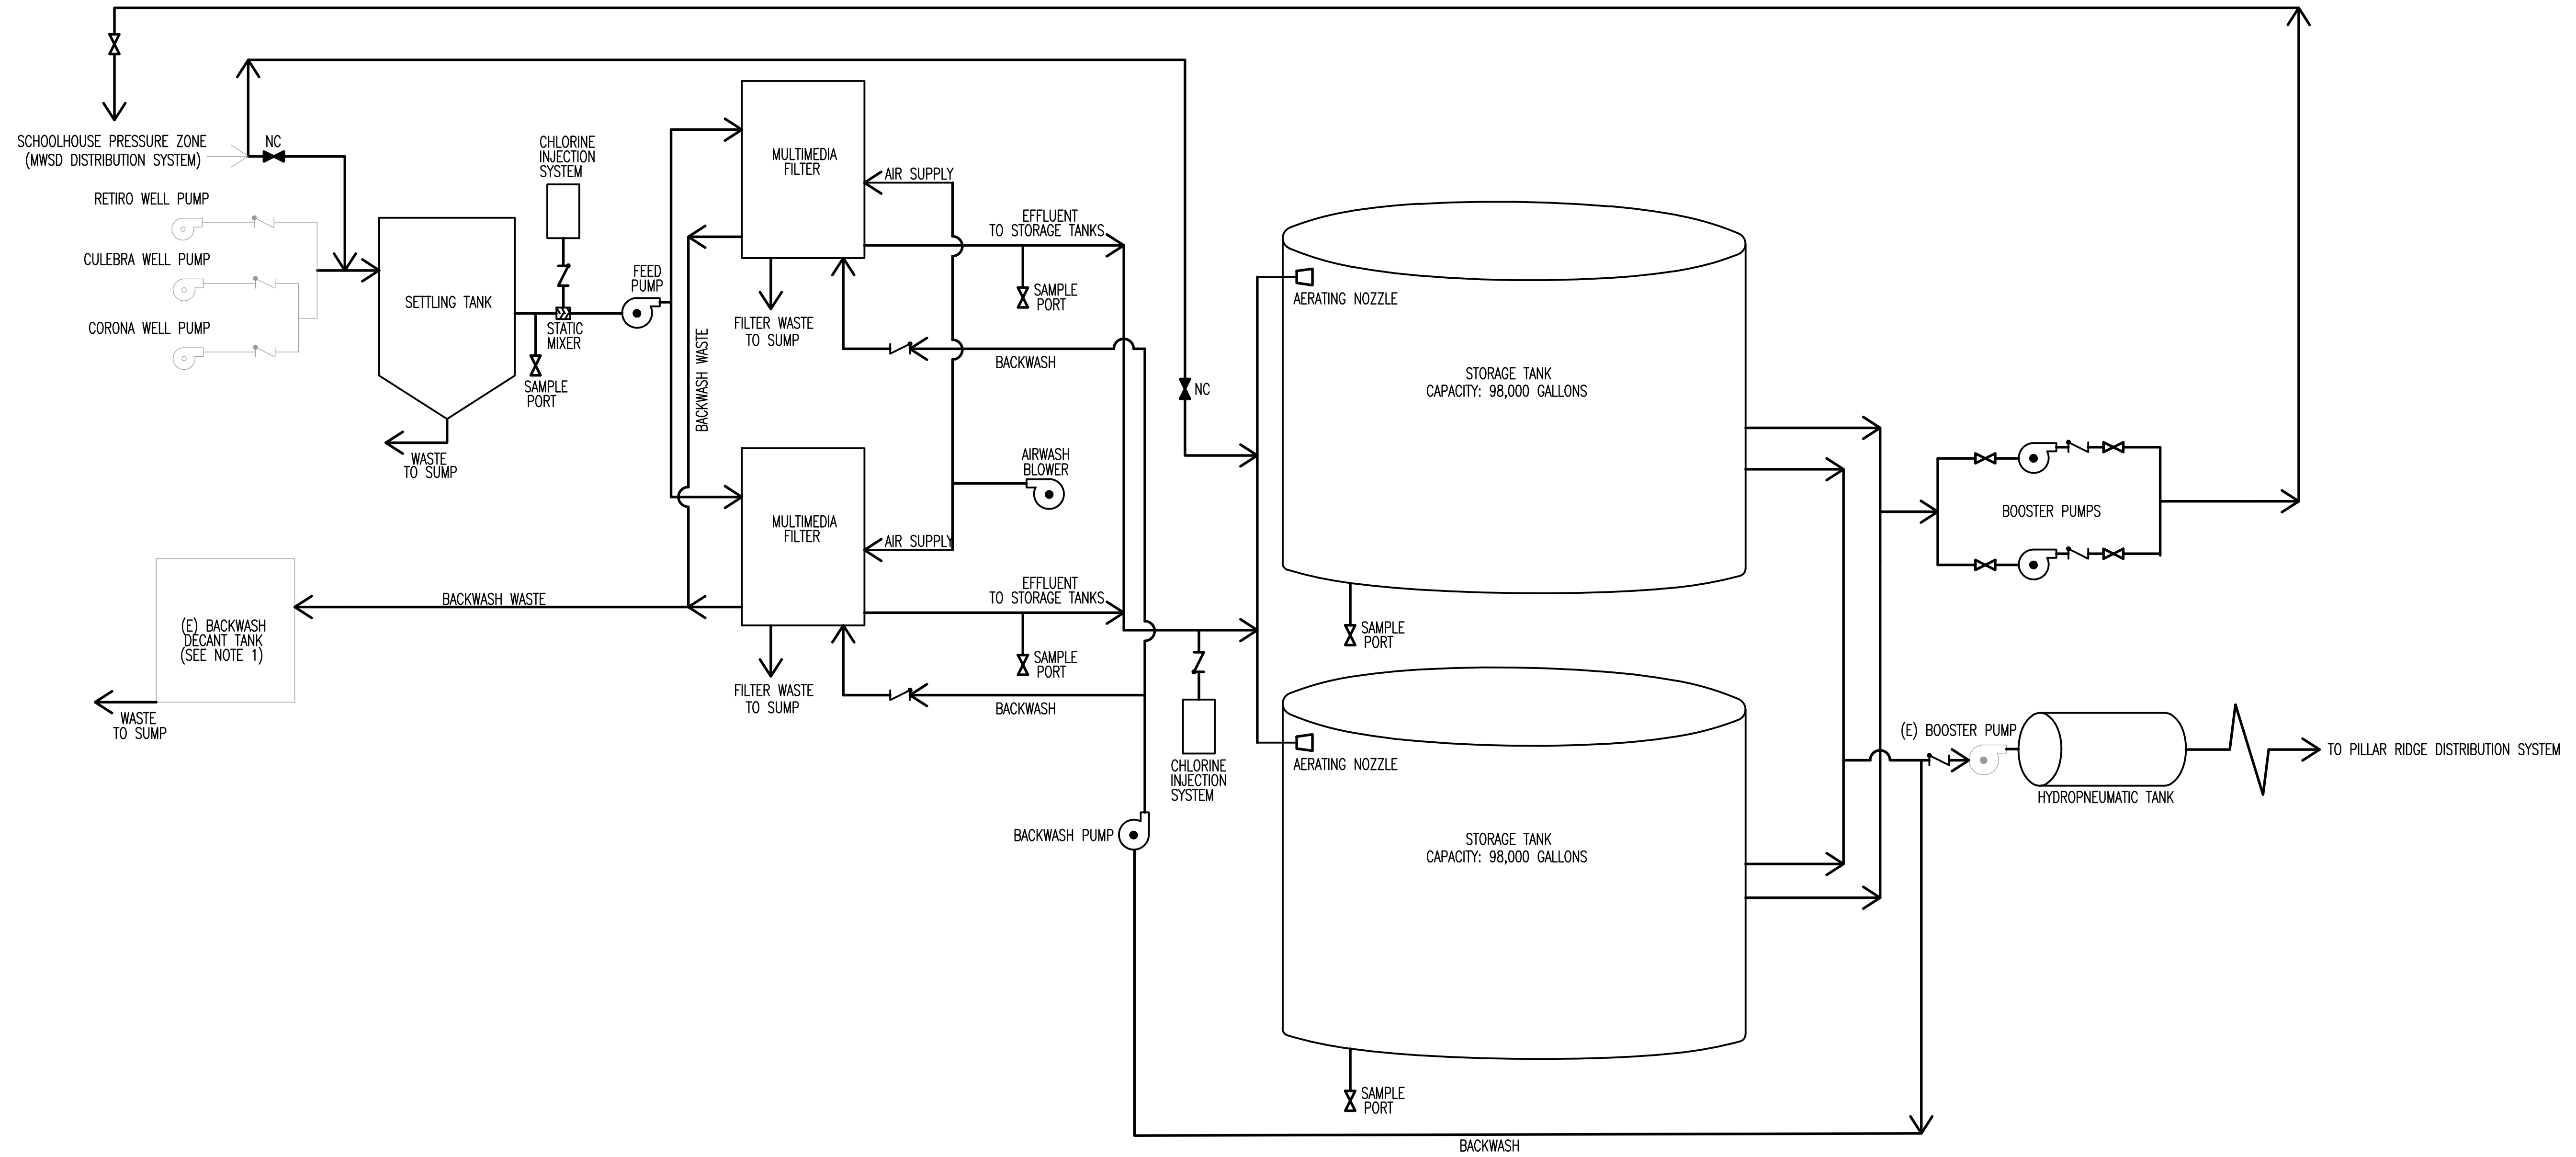 SCHOOLHOUSE PRESSURE ZONE
(MWSD DISTRIBUTION SYSTEM)
NC
RETIRO WELL PUMP
CULEBRA WELL PUMP
CORONA WELL PUMP
SETTLING TANK
WASTE
TO SUMP
CHLORINE
INJECTION
SYSTEM
STATIC
MIXER
SAMPLE
PORT
FEED
PUMP
BACKWASH WASTE
MULTIMEDIA
FILTER
AIR SUPPLY
EFFLUENT
TO STORAGE TANKS
SAMPLE
PORT
FILTER WASTE
TO SUMP
BACKWASH
AIRWASH
BLOWER
MULTIMEDIA
FILTER
AIR SUPPLY
EFFLUENT
TO STORAGE TANKS
SAMPLE
PORT
FILTER WASTE
TO SUMP
BACKWASH
BACKWASH WASTE
(E) BACKWASH
DECANT TANK
(SEE NOTE 1)
WASTE
TO SUMP
BACKWASH PUMP
NC
CHLORINE
INJECTION
SYSTEM
AERATING NOZZLE
STORAGE TANK
CAPACITY: 98,000 GALLONS
SAMPLE
PORT
AERATING NOZZLE
STORAGE TANK
CAPACITY: 98,000 GALLONS
SAMPLE
PORT
BACKWASH
BOOSTER PUMPS
(E) BOOSTER PUMP
HYDROPNEUMATIC TANK
TO PILLAR RIDGE DISTRIBUTION SYSTEM